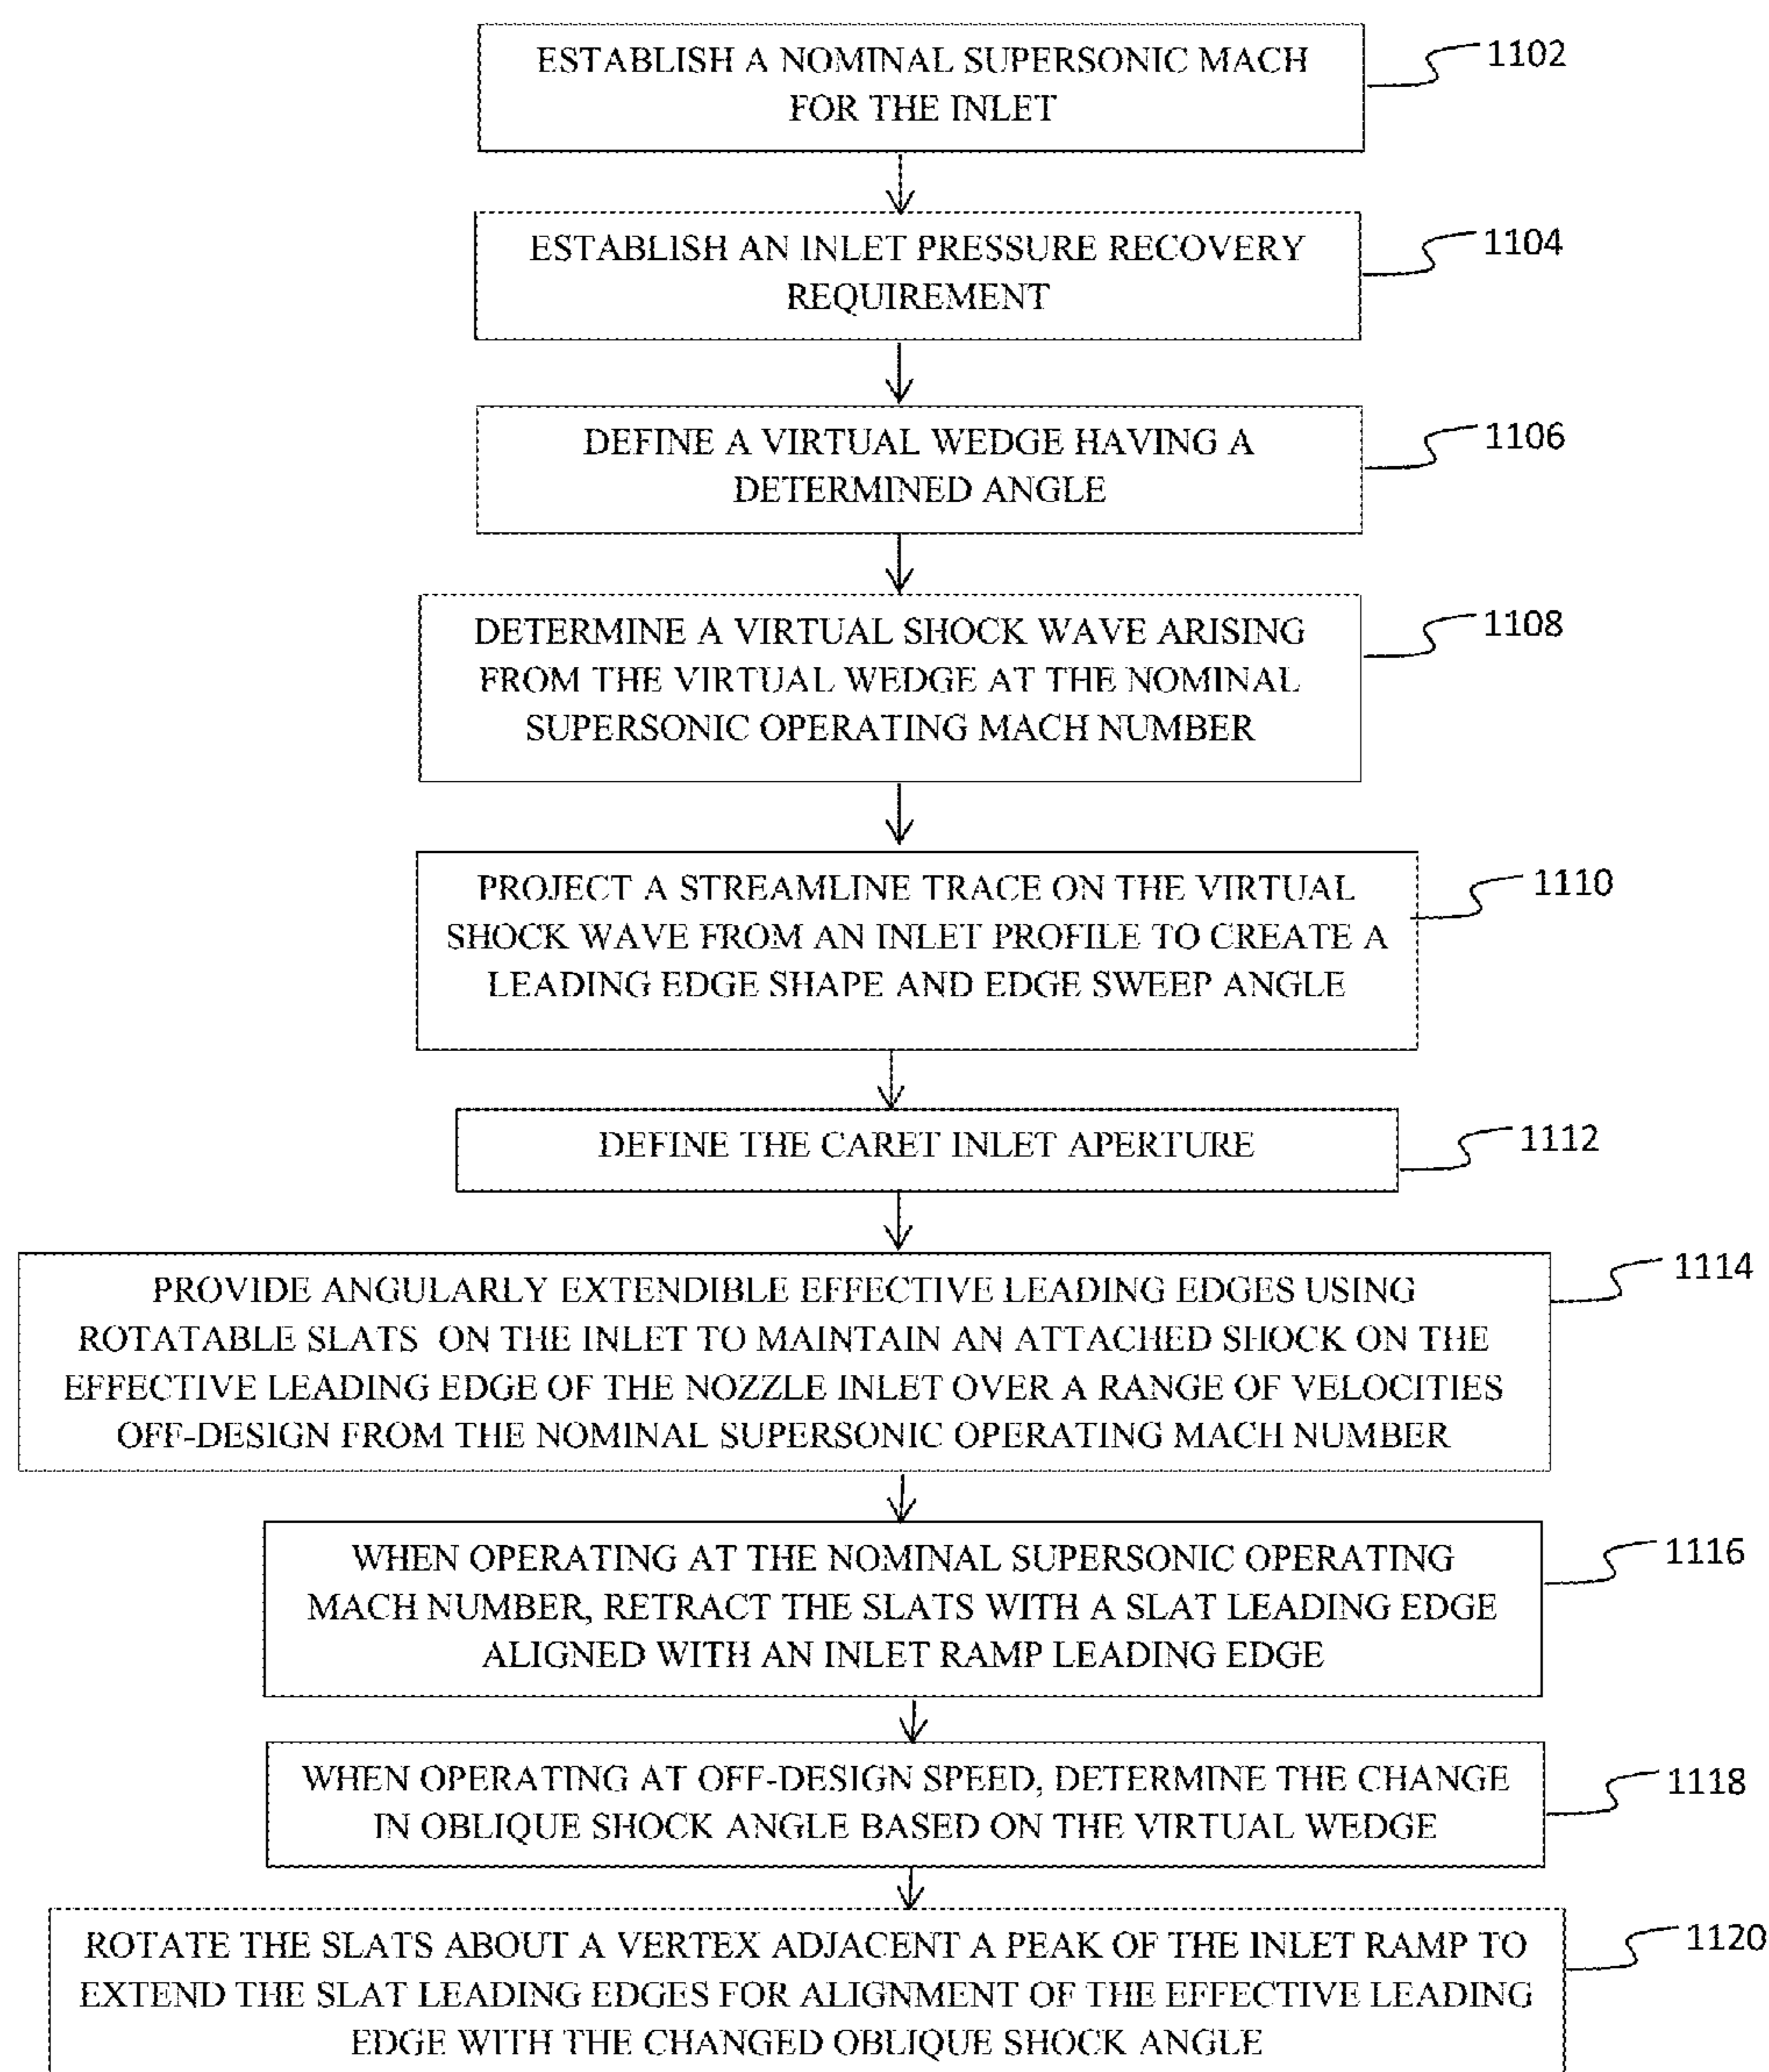 ESTABLISH A NOMINAL SUPERSONIC MACH
FOR THE INLET
1102
ESTABLISH AN INLET PRESSURE RECOVERY
REQUIREMENT
1104
DEFINE A VIRTUAL WEDGE HAVING A
DETERMINED ANGLE
1106
DETERMINE A VIRTUAL SHOCK WAVE ARISING
FROM THE VIRTUAL WEDGE AT THE NOMINAL
SUPERSONIC OPERATING MACH NUMBER
1108
PROJECT A STREAMLINE TRACE ON THE VIRTUAL
SHOCK WAVE FROM AN INLET PROFILE TO CREATE A
LEADING EDGE SHAPE AND EDGE SWEEP ANGLE
1110
DEFINE THE CARET INLET APERTURE
1112
PROVIDE ANGULARLY EXTENDIBLE EFFECTIVE LEADING EDGES USING
ROTATABLE SLATS ON THE INLET TO MAINTAIN AN ATTACHED SHOCK ON THE
EFFECTIVE LEADING EDGE OF THE NOZZLE INLET OVER A RANGE OF VELOCITIES
OFF-DESIGN FROM THE NOMINAL SUPERSONIC OPERATING MACH NUMBER
1114
WHEN OPERATING AT THE NOMINAL SUPERSONIC OPERATING
MACH NUMBER, RETRACT THE SLATS WITH A SLAT LEADING EDGE
ALIGNED WITH AN INLET RAMP LEADING EDGE
1116
WHEN OPERATING AT OFF-DESIGN SPEED, DETERMINE THE CHANGE
IN OBLIQUE SHOCK ANGLE BASED ON THE VIRTUAL WEDGE
1118
ROTATE THE SLATS ABOUT A VERTEX ADJACENT A PEAK OF THE INLET RAMP TO
EXTEND THE SLAT LEADING EDGES FOR ALIGNMENT OF THE EFFECTIVE LEADING
EDGE WITH THE CHANGED OBLIQUE SHOCK ANGLE
1120